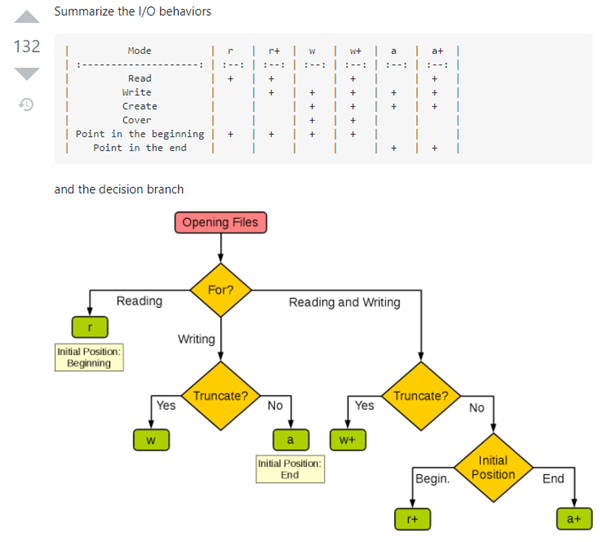 Summarize the I/O behaviors
132
| Mode | r | r+ | w | w+ | a | a+ |
| :--------------------: | :--: | :--: | :--: | :--: | :--: | :--: |
| Read | + | + | | + | | + |
| Write | | + | + | + | + | + |
| Create | | | + | + | + | + |
| Cover | | | + | + | | |
| Point in the beginning | + | + | + | + | | |
| Point in the end | | | | | + | + |
and the decision branch
Opening Files
For?
Reading
Reading and Writing
r
Writing
Initial Position:
Beginning
Truncate?
Truncate?
Yes
No
Yes
No
w
a
w+
Initial Position:
End
Initial
Position
Begin.
End
r+
a+